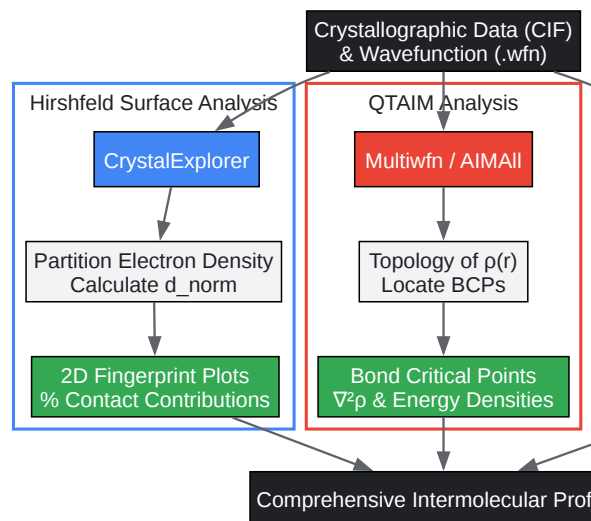 Crystallographic Data (CIF)
& Wavefunction (.wfn)
Hirshfeld Surface Analysis
QTAIM Analysis
CrystalExplorer
Multiwfn / AIMAll
Partition Electron Density
Calculate d_norm
Topology of ρ(r)
Locate BCPs
2D Fingerprint Plots
% Contact Contributions
Bond Critical Points
∇²ρ & Energy Densities
Comprehensive Intermolecular